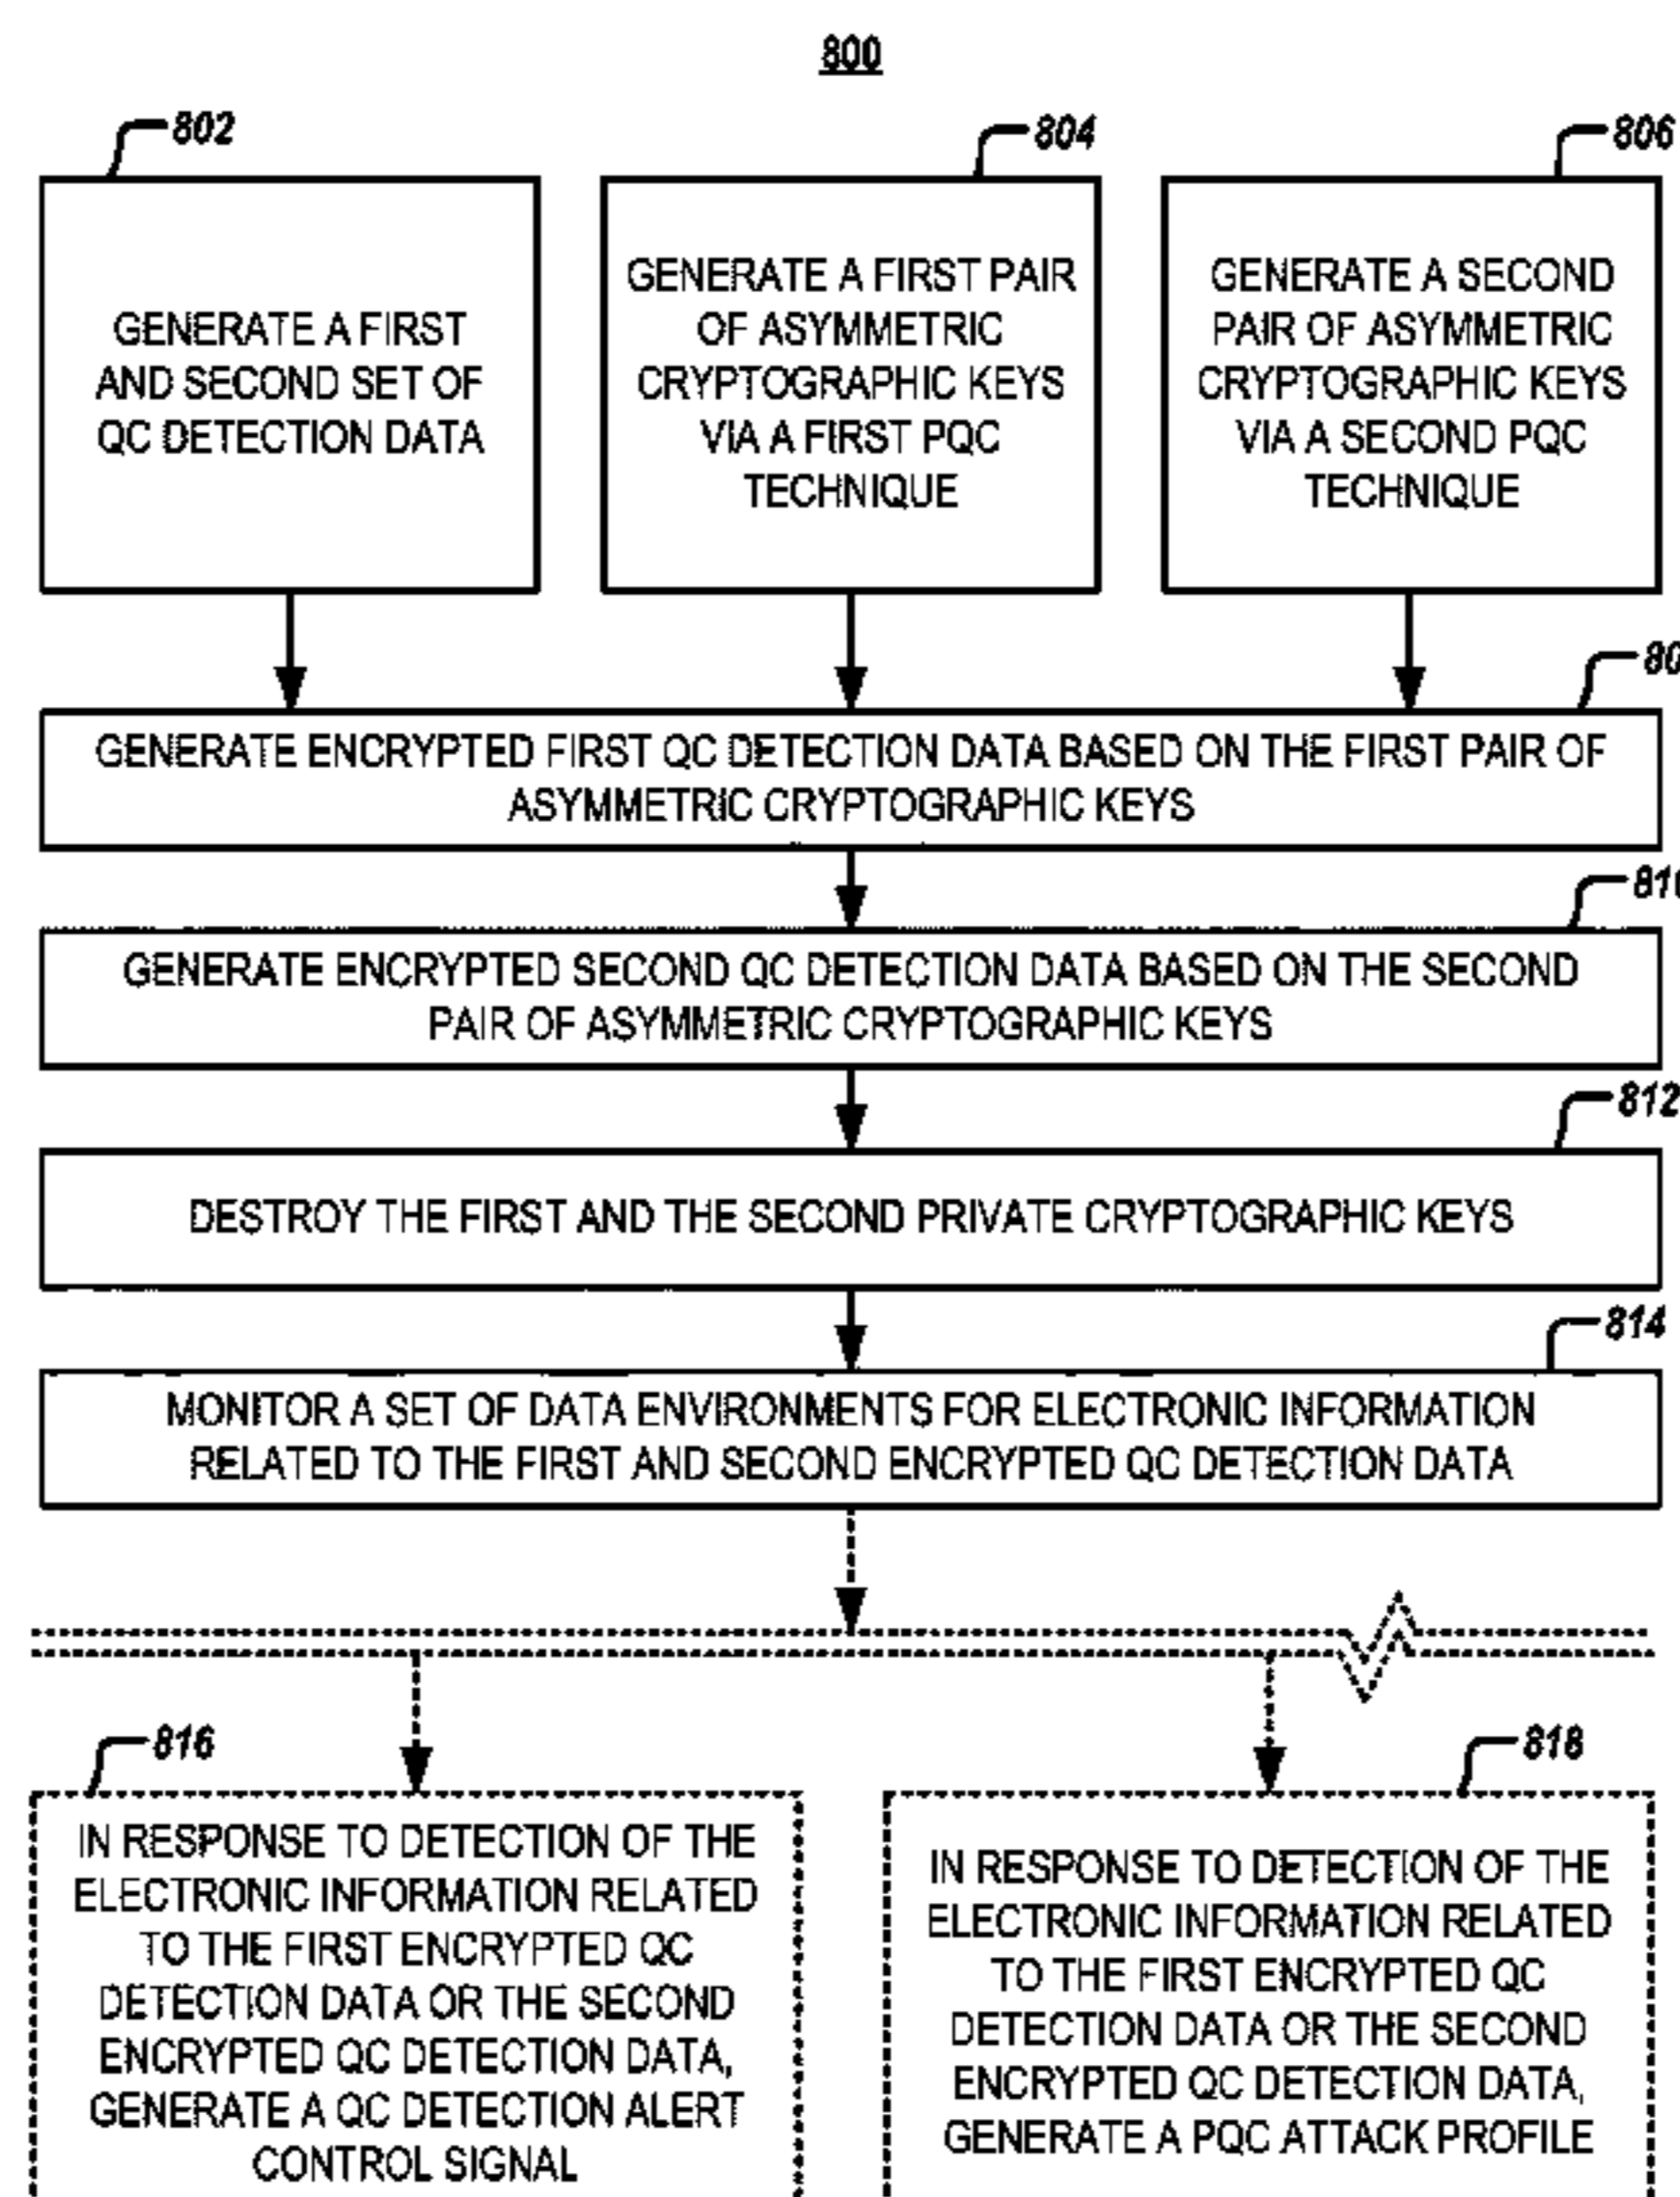 800
802
804
806
GENERATE A FIRST
AND SECOND SET OF
QC DETECTION DATA
GENERATE A FIRST PAIR
OF ASYMMETRIC
CRYPTOGRAPHIC KEYS
VIA A FIRST PQC
TECHNIQUE
GENERATE A SECOND
PAIR OF ASYMMETRIC
CRYPTOGRAPHIC KEYS
VIA A SECOND PQC
TECHNIQUE
GENERATE ENCRYPTED FIRST QC DETECTION DATA BASED ON THE FIRST PAIR OF
ASYMMETRIC CRYPTOGRAPHIC KEYS
810
GENERATE ENCRYPTED SECOND QC DETECTION DATA BASED ON THE SECOND
PAIR OF ASYMMETRIC CRYPTOGRAPHIC KEYS
812
DESTROY THE FIRST AND THE SECOND PRIVATE CRYPTOGRAPHIC KEYS
814
MONITOR A SET OF DATA ENVIRONMENTS FOR ELECTRONIC INFORMATION
RELATED TO THE FIRST AND SECOND ENCRYPTED QC DETECTION DATA
816
IN RESPONSE TO DETECTION OF THE
ELECTRONIC INFORMATION RELATED
TO THE FIRST ENCRYPTED QC
DETECTION DATA OR THE SECOND
ENCRYPTED QC DETECTION DATA,
GENERATE A QC DETECTION ALERT
CONTROL SIGNAL
818
IN RESPONSE TO DETECTION OF THE
ELECTRONIC INFORMATION RELATED
TO THE FIRST ENCRYPTED QC
DETECTION DATA OR THE SECOND
ENCRYPTED QC DETECTION DATA,
GENERATE A PQC ATTACK PROFILE